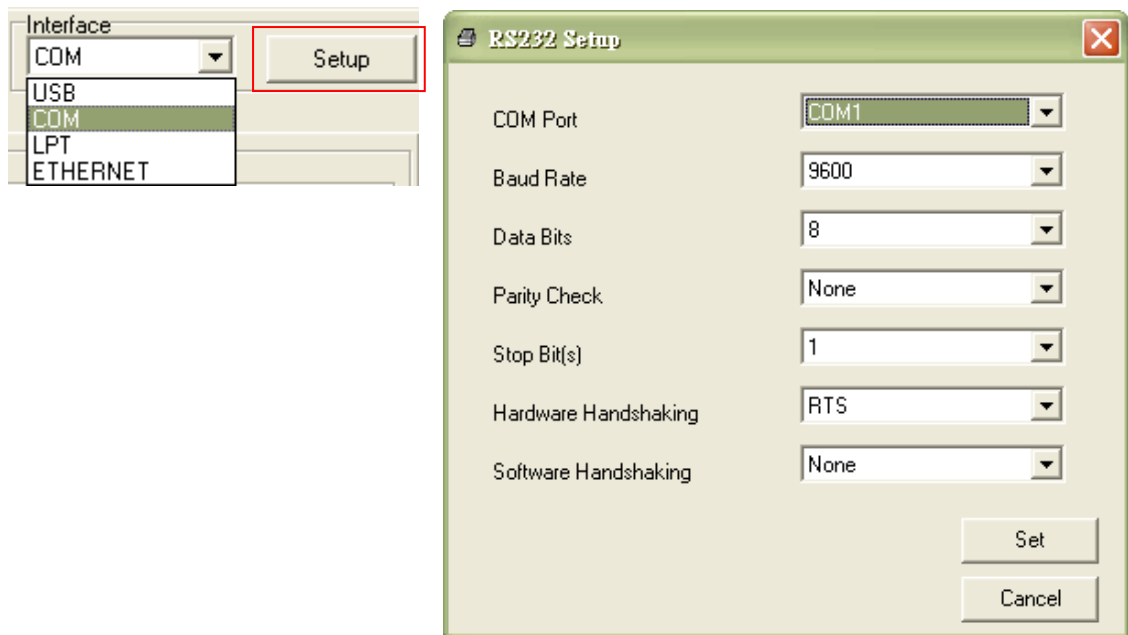 Interface
COM
Setup
USB
COM
LPT
ETHERNET
RS232 Setup
COM Port COM1
Baud Rate 9600
Data Bits 8
Parity Check None
Stop Bit(s) 1
Hardware Handshaking RTS
Software Handshaking None
Set
Cancel